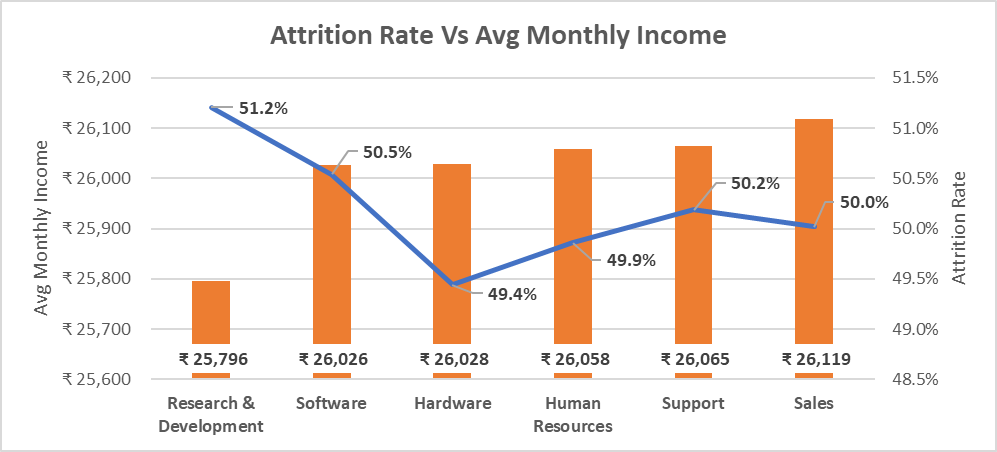 Attrition Rate Vs Avg Monthly Income
Avg Monthly Income
₹ 26,200
₹ 26,100
₹ 26,000
₹ 25,900
₹ 25,800
₹ 25,700
₹ 25,600
51.2%
50.5%
49.4%
49.9%
50.2%
50.0%
₹ 25,796
₹ 26,026
₹ 26,028
₹ 26,058
₹ 26,065
₹ 26,119
51.5%
51.0%
50.5%
50.0%
49.5%
49.0%
48.5%
Attrition Rate
Research &
Development
Software
Hardware
Human
Resources
Support
Sales